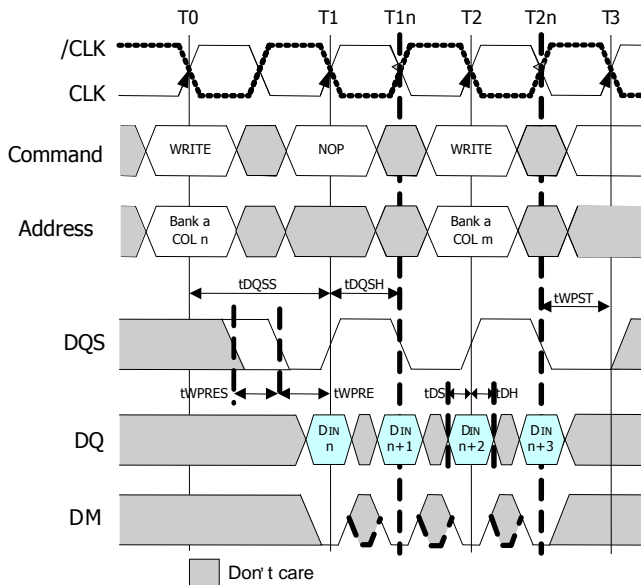 T0 T1 T1n T2 T2n T3
/CLK
CLK
Command WRITE NOP WRITE
Address Bank a COL n Bank a COL m
tDQSS tDQSH tWPST
DQS
tWPRES tWPRE tDS tDH
DQ DIN n DIN n+1 DIN n+2 DIN n+3
DM
Don't care